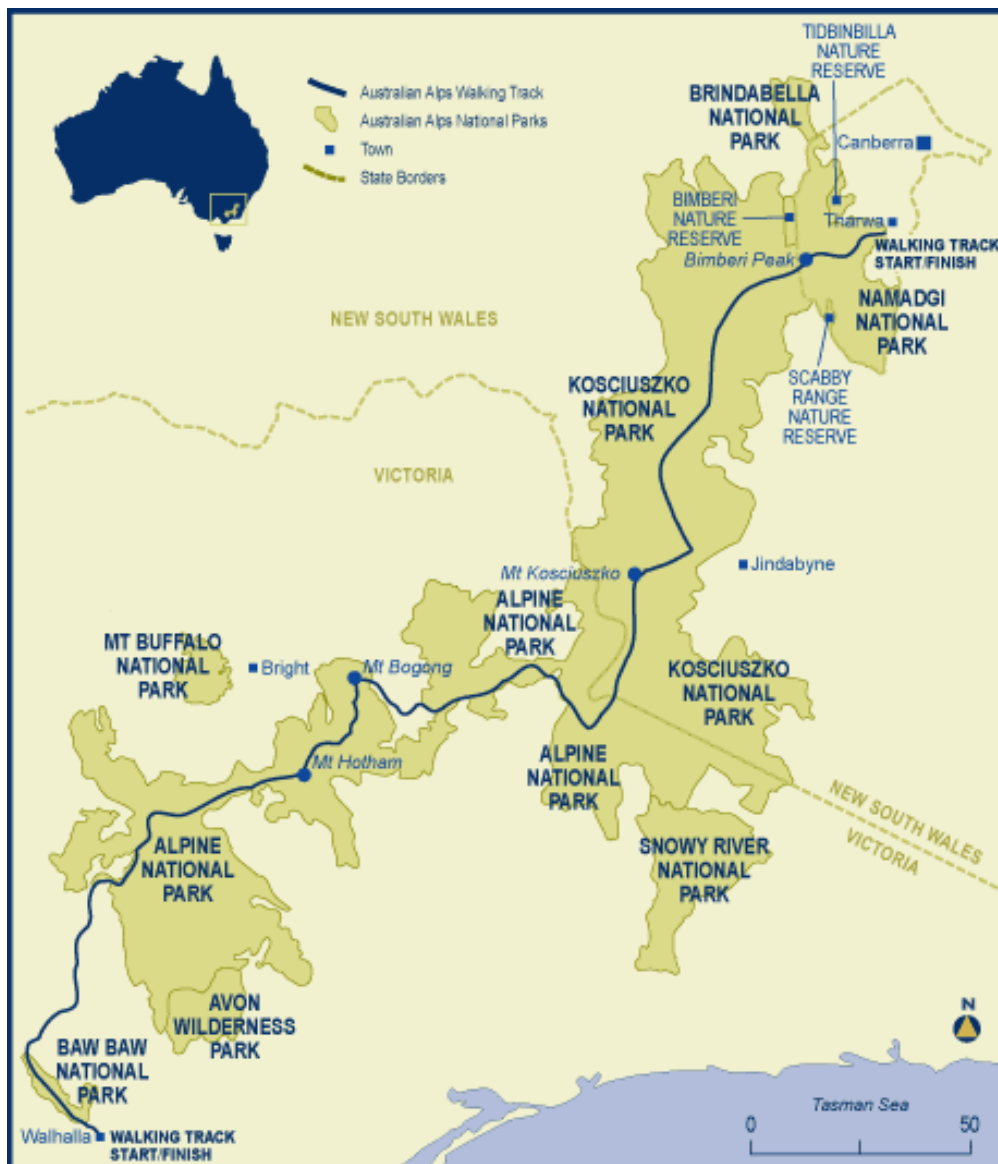 TIDBINBILLA
NATURE
RESERVE
Australian Alps Walking Track
Australian Alps National Parks
Town
State Borders
BRINDABELLA
NATIONAL
PARK
Canberra
BIMBERI
NATURE
RESERVE
Tharwa
WALKING TRACK
START/FINISH
Bimberi Peak
NAMADGI
NATIONAL
PARK
NEW SOUTH WALES
SCABBY
RANGE
NATURE
RESERVE
KOSCIUSZKO
NATIONAL
PARK
VICTORIA
Mt Kosciuszko
Jindabyne
ALPINE
NATIONAL
PARK
MT BUFFALO
NATIONAL
PARK
Bright
Mt Bogong
KOSCIUSZKO
NATIONAL
PARK
Mt Hotham
ALPINE
NATIONAL
PARK
NEW SOUTH WALES
VICTORIA
ALPINE
NATIONAL
PARK
SNOWY RIVER
NATIONAL
PARK
AVON
WILDERNESS
PARK
N
BAW BAW
NATIONAL
PARK
Tasman Sea
0 50
Walhalla
WALKING TRACK
START/FINISH